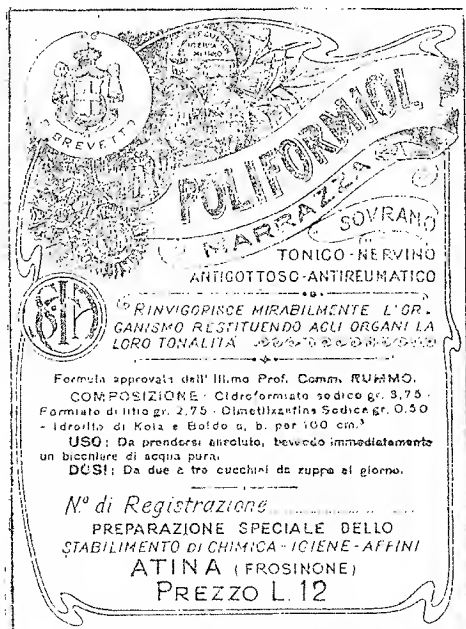 BREVETTI
POLIFORMIOL
MARRAZZA
SOVRANO
TONICO-NERVINO
ANTIGOTTOSO-ANTIREUMATICO
RINVIGORISCE MIRABILMENTE L'OR-
GANISMO RESTITUENDO AGLI ORGANI LA
LORO TONALITÀ
Formula approvata dall'Ill.mo Prof. Comm. RUMMO.
COMPOSIZIONE - Cidroformiato sodico gr. 3,75 -
Formiato di litio gr. 2,75 - Dimetilxantina Sodica gr. 0,50
- Idrolito di Kola e Boldo a. b. per 100 cm.³
USO: Da prendersi, bevendo immediatamente
un bicchiere di acqua pura.
DOSI: Da due a tre cucchiai da zuppa al giorno.
N.° di Registrazione
PREPARAZIONE SPECIALE DELLO
STABILIMENTO DI CHIMICA-IGIENE-AFFINI
ATINA (FROSINONE)
PREZZO L. 12